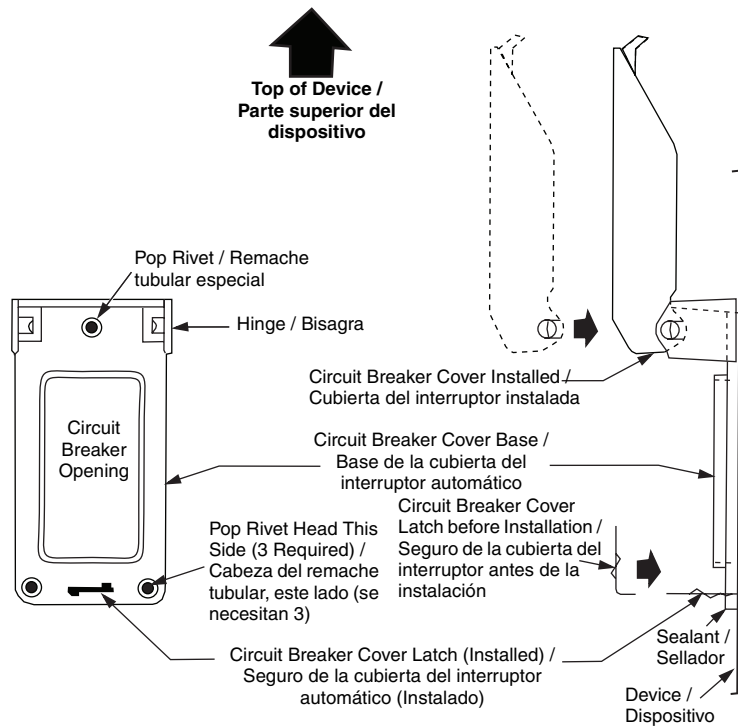 Top of Device /
Parte superior del
dispositivo
Pop Rivet / Remache
tubular especial
Hinge / Bisagra
Circuit Breaker Cover Installed /
Cubierta del interruptor instalada
Circuit
Breaker
Opening
Circuit Breaker Cover Base /
Base de la cubierta del
interruptor automático
Circuit Breaker Cover
Latch before Installation /
Seguro de la cubierta del
interruptor antes de la
instalación
Pop Rivet Head This
Side (3 Required) /
Cabeza del remache
tubular, este lado (se
necesitan 3)
Circuit Breaker Cover Latch (Installed) /
Seguro de la cubierta del interruptor
automático (Instalado)
Sealant /
Sellador
Device /
Dispositivo